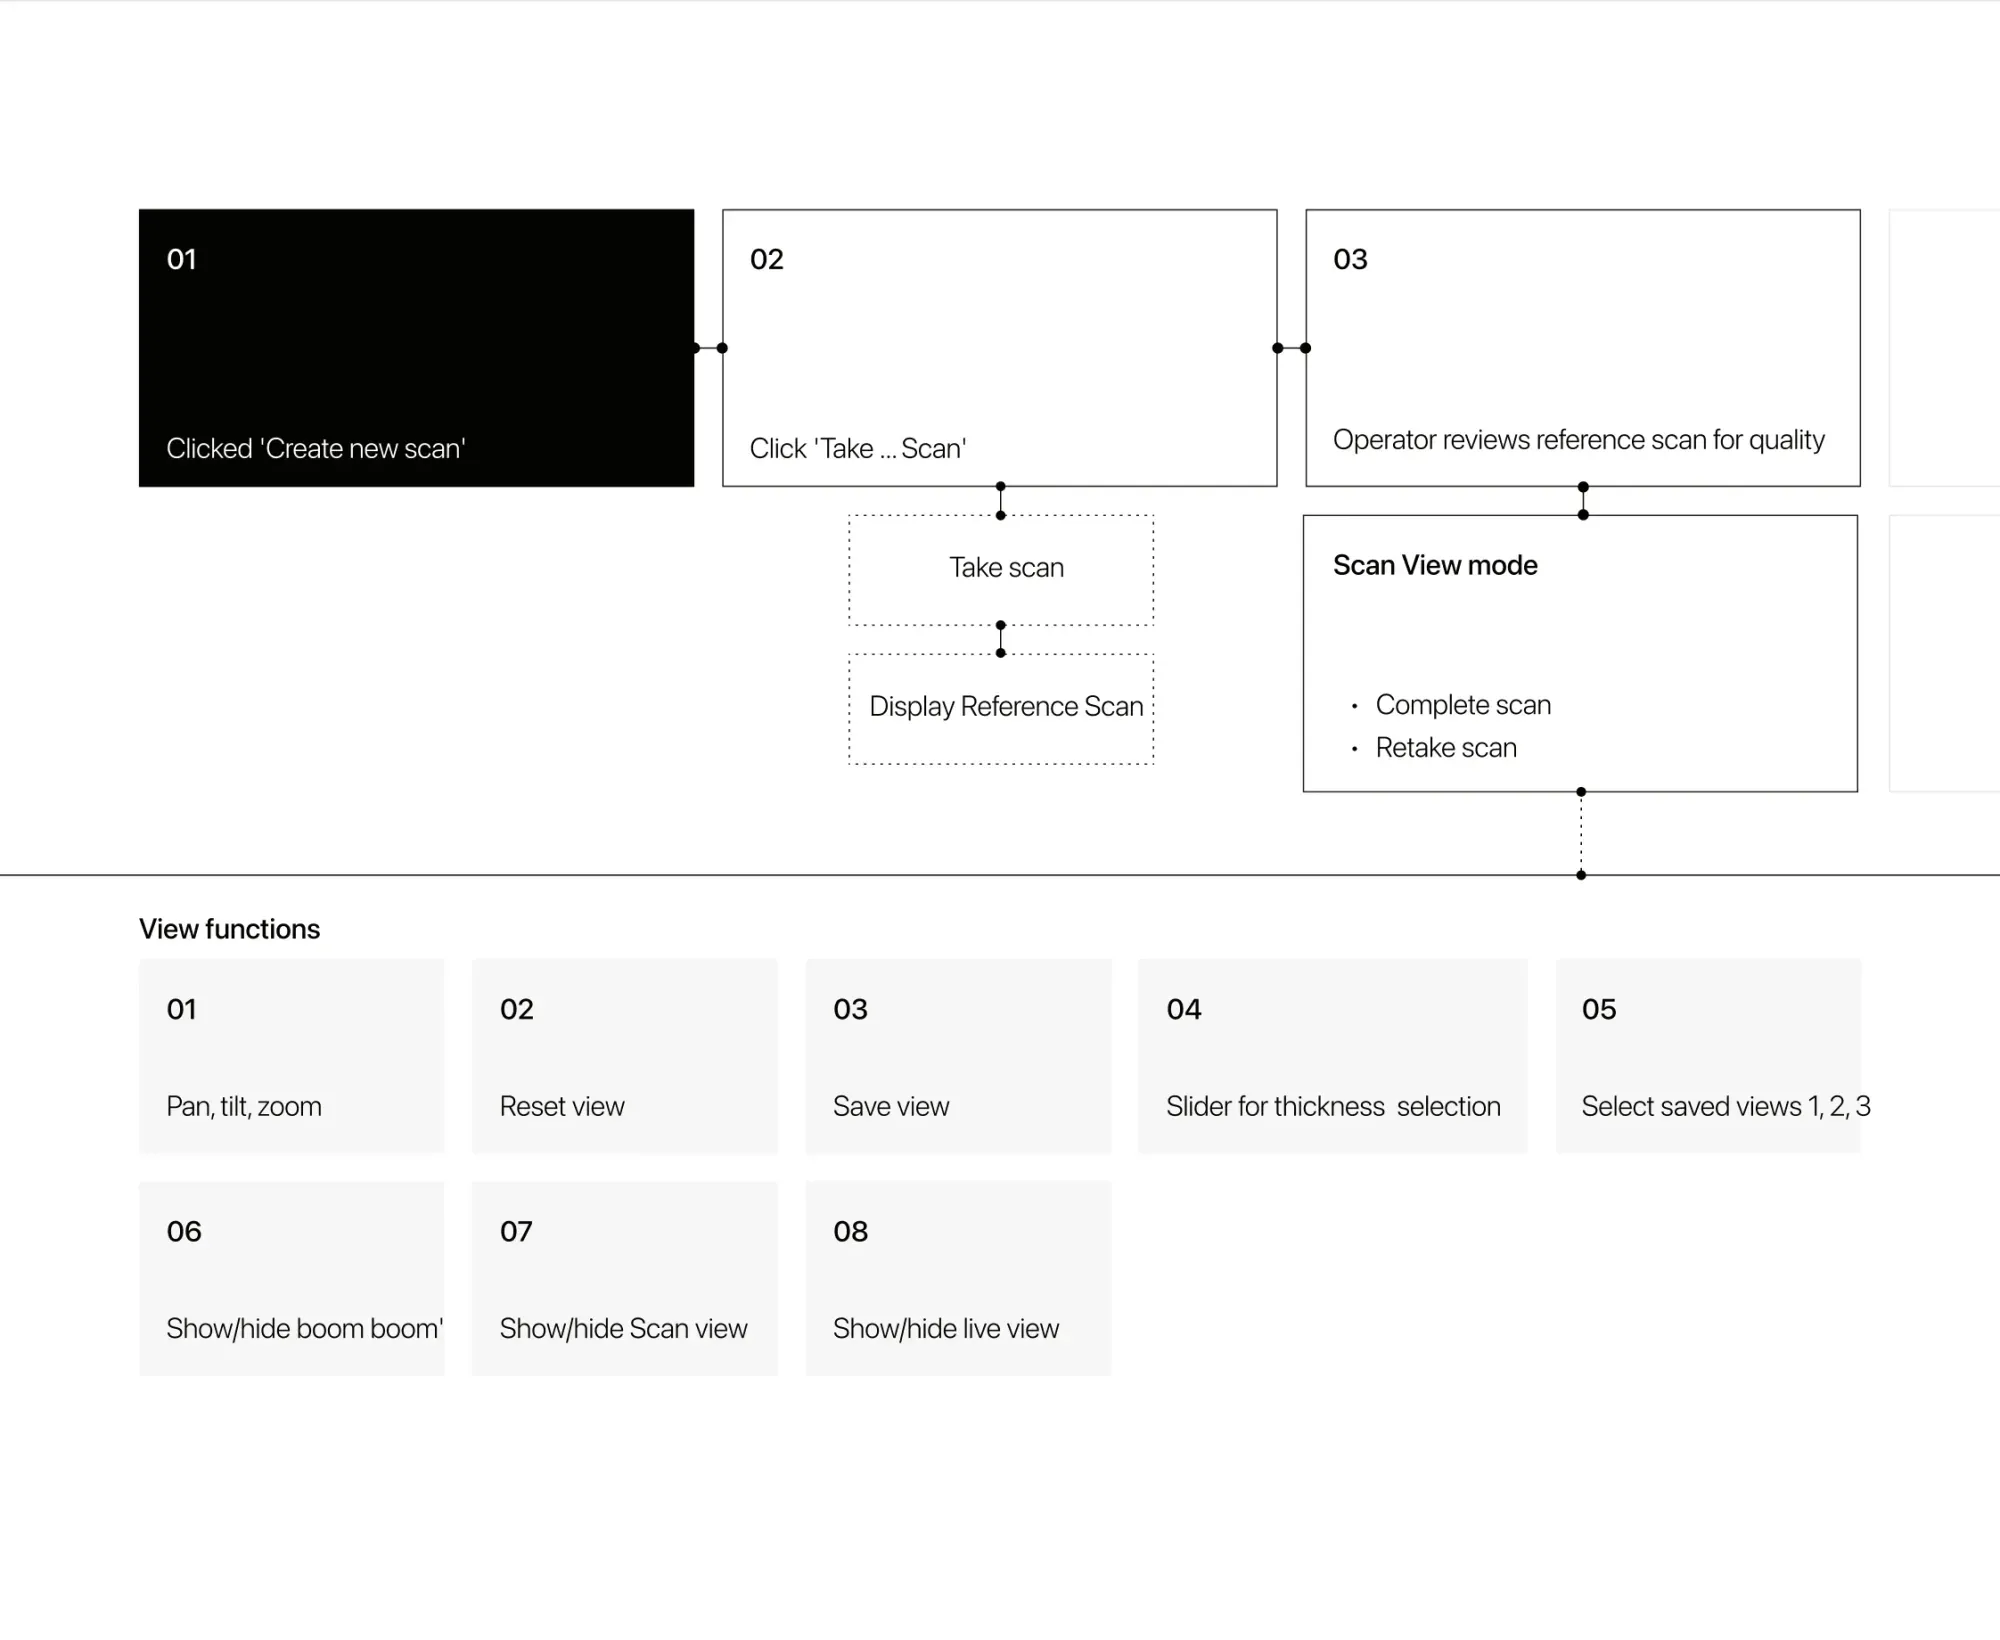 01
Clicked 'Create new scan'
02
Click 'Take ... Scan'
03
Operator reviews reference scan for quality
Take scan
Display Reference Scan
Scan View mode
• Complete scan
• Retake scan
View functions
01
Pan, tilt, zoom
02
Reset view
03
Save view
04
Slider for thickness  selection
05
Select saved views 1, 2, 3
06
Show/hide boom boom'
07
Show/hide Scan view
08
Show/hide live view